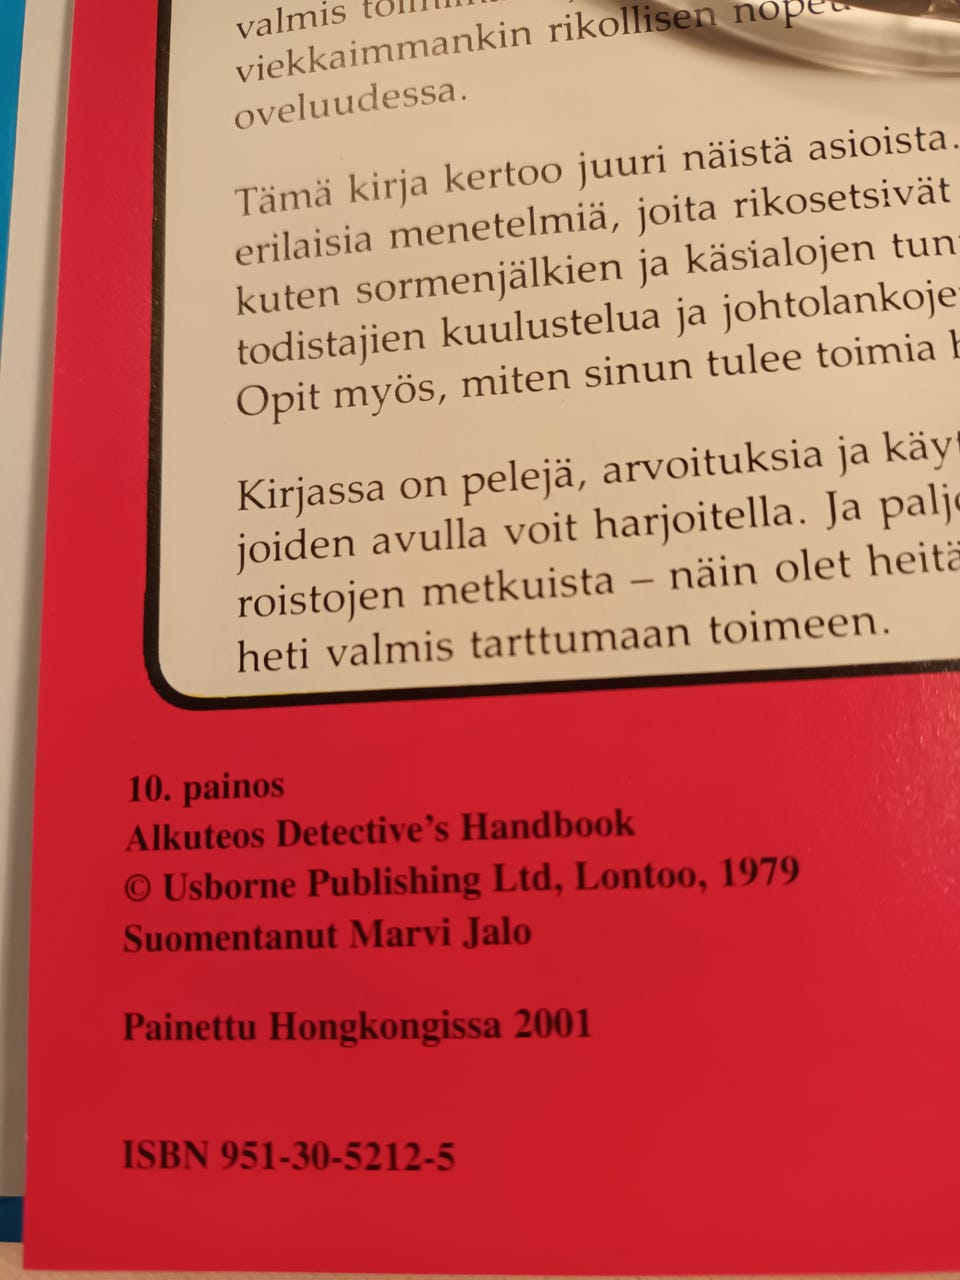 valmis
viekkaimmankin rikollisen
oveluudessa.
Tämä kirja kertoo juuri näistä asioista.
erilaisia menetelmiä, joita rikosetsivät
kuten sormenjälkien ja käsialojen
todistajien kuulustelua ja
Opit myös, miten sinun tulee toimia
Kirjassa on pelejä, arvoituksia ja
joiden avulla voit harjoitella. Ja
roistojen metkuista – näin olet
heti valmis tarttumaan toimeen.
10. painos
Alkuteos Detective's Handbook
© Usborne Publishing Ltd, Lontoo, 1979
Suomentanut Marvi Jalo
Painettu Hongkongissa 2001
ISBN 951-30-5212-5